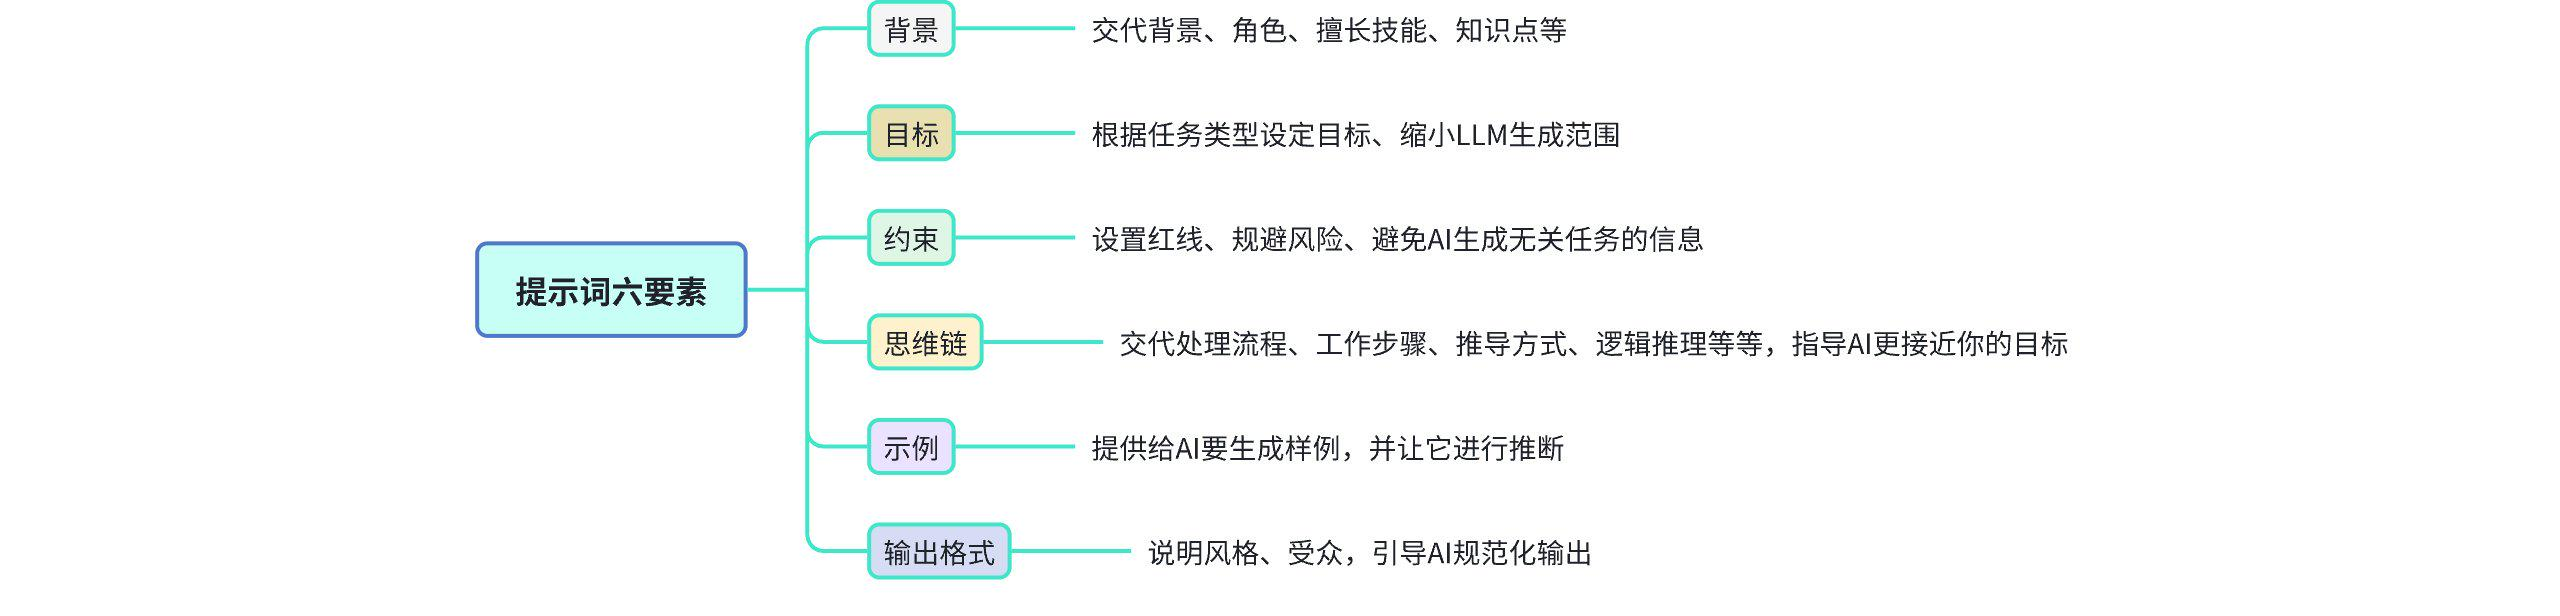 提示词六要素
背景
交代背景、角色、擅长技能、知识点等
目标
根据任务类型设定目标、缩小LLM生成范围
约束
设置红线、规避风险、避免AI生成无关任务的信息
思维链
交代处理流程、工作步骤、推导方式、逻辑推理等等，指导AI更接近你的目标
示例
提供给AI要生成样例，并让它进行推断
输出格式
说明风格、受众，引导AI规范化输出